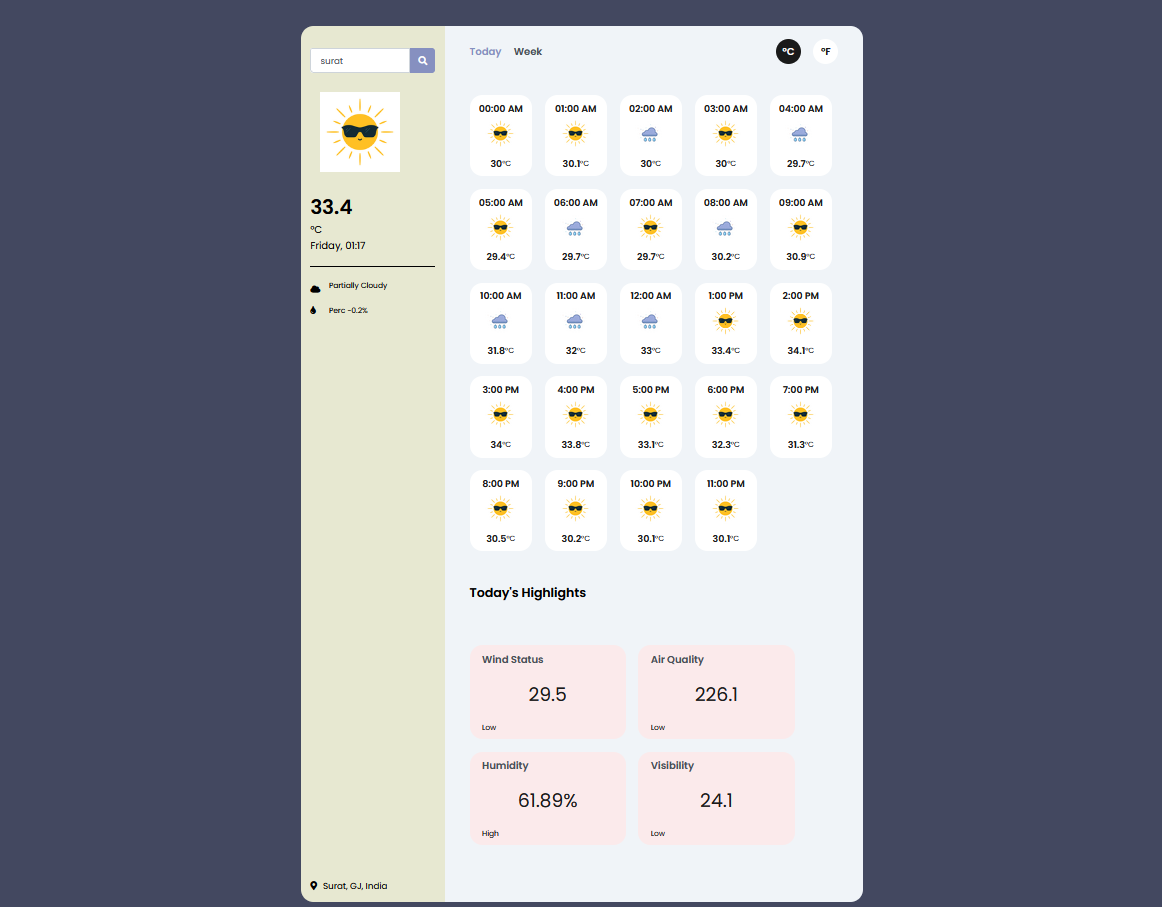 surat
33.4
°C
Friday, 01:17
Partially Cloudy
Perc -0.2%
Surat, GJ, India
Today Week
°C °F
00:00 AM 01:00 AM 02:00 AM 03:00 AM 04:00 AM
30°C 30.1°C 30°C 30°C 29.7°C
05:00 AM 06:00 AM 07:00 AM 08:00 AM 09:00 AM
29.4°C 29.7°C 29.7°C 30.2°C 30.9°C
10:00 AM 11:00 AM 12:00 AM 1:00 PM 2:00 PM
31.8°C 32°C 33°C 33.4°C 34.1°C
3:00 PM 4:00 PM 5:00 PM 6:00 PM 7:00 PM
34°C 33.8°C 33.1°C 32.3°C 31.3°C
8:00 PM 9:00 PM 10:00 PM 11:00 PM
30.5°C 30.2°C 30.1°C 30.1°C
Today's Highlights
Wind Status
29.5
Low
Air Quality
226.1
Low
Humidity
61.89%
High
Visibility
24.1
Low